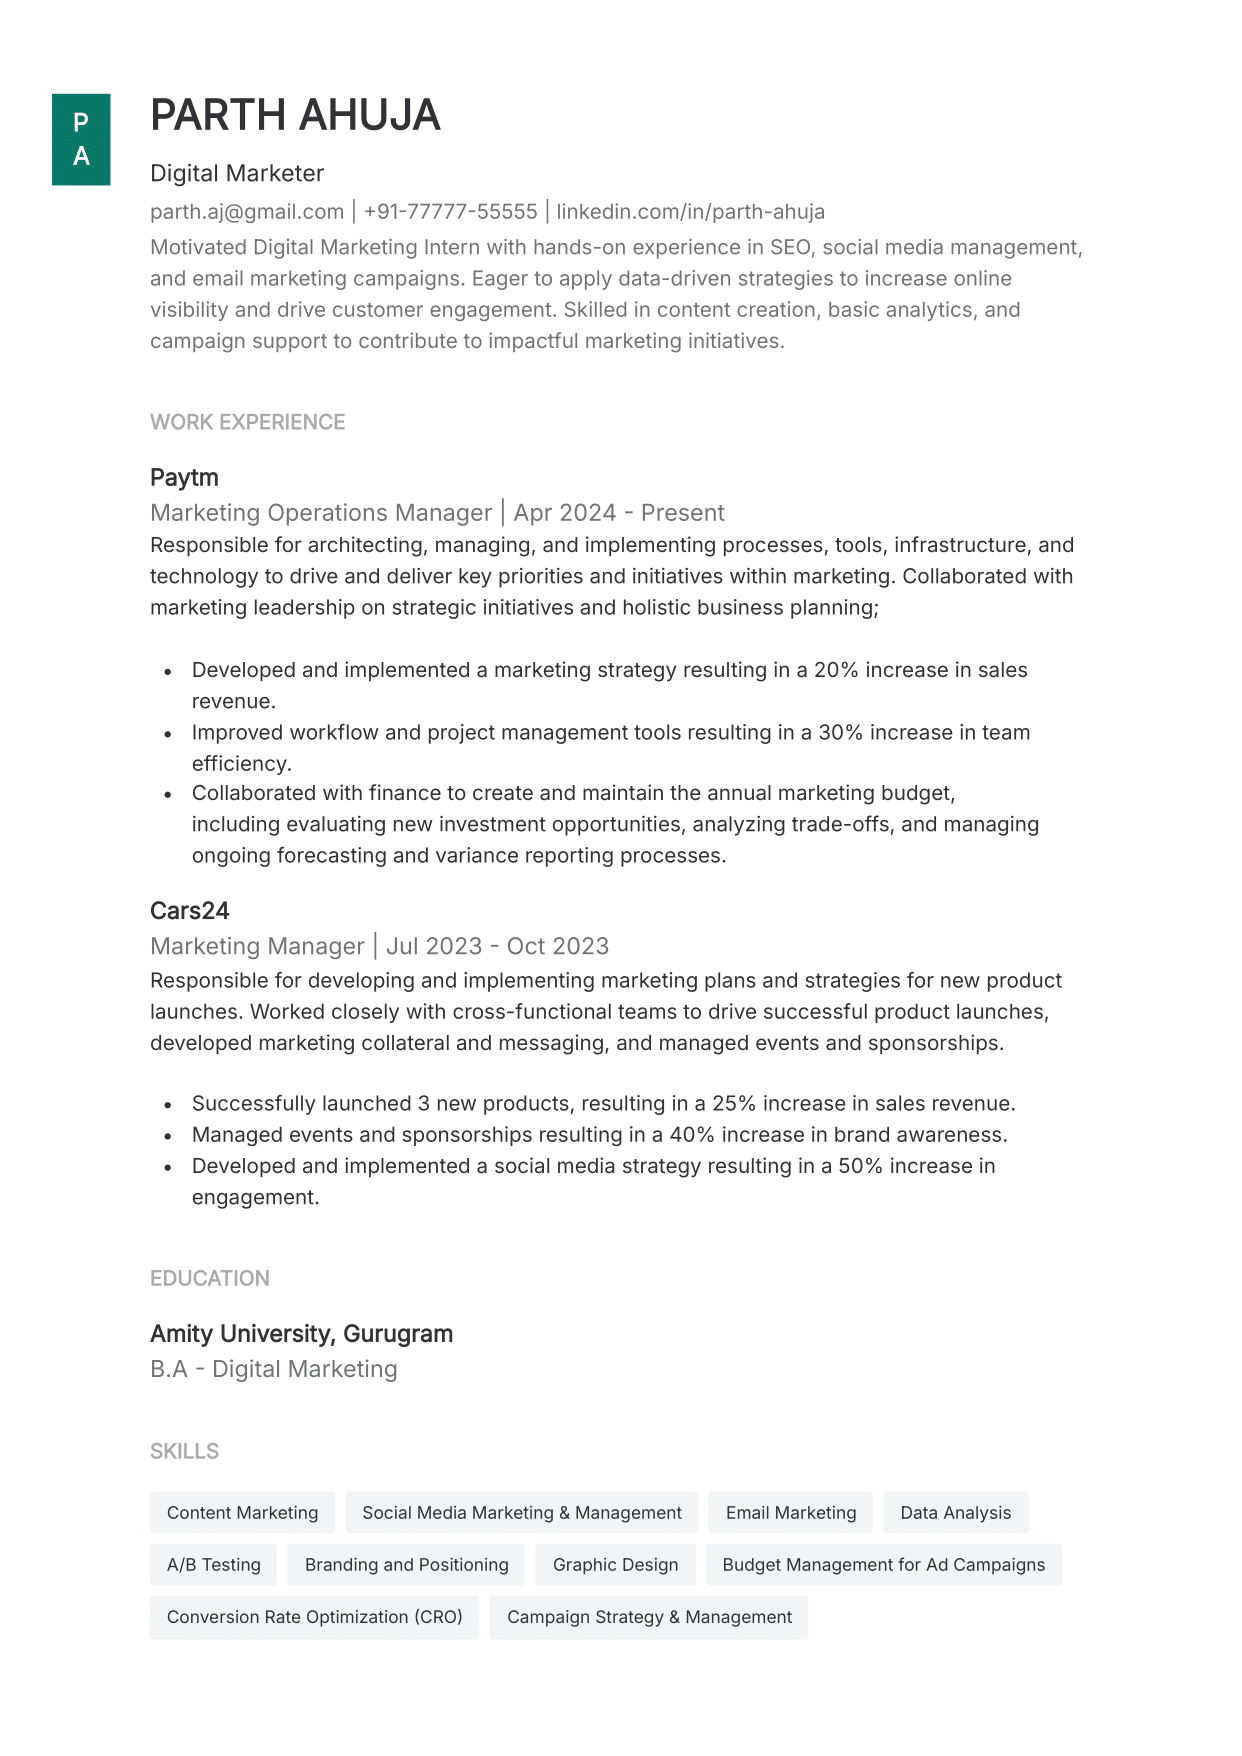 P
A
PARTH AHUJA
Digital Marketer
parth.aj@gmail.com | +91-77777-55555 | linkedin.com/in/parth-ahuja
Motivated Digital Marketing Intern with hands-on experience in SEO, social media management,
and email marketing campaigns. Eager to apply data-driven strategies to increase online
visibility and drive customer engagement. Skilled in content creation, basic analytics, and
campaign support to contribute to impactful marketing initiatives.
WORK EXPERIENCE
Paytm
Marketing Operations Manager | Apr 2024 - Present
Responsible for architecting, managing, and implementing processes, tools, infrastructure, and
technology to drive and deliver key priorities and initiatives within marketing. Collaborated with
marketing leadership on strategic initiatives and holistic business planning;
• Developed and implemented a marketing strategy resulting in a 20% increase in sales
revenue.
• Improved workflow and project management tools resulting in a 30% increase in team
efficiency.
• Collaborated with finance to create and maintain the annual marketing budget,
including evaluating new investment opportunities, analyzing trade-offs, and managing
ongoing forecasting and variance reporting processes.
Cars24
Marketing Manager | Jul 2023 - Oct 2023
Responsible for developing and implementing marketing plans and strategies for new product
launches. Worked closely with cross-functional teams to drive successful product launches,
developed marketing collateral and messaging, and managed events and sponsorships.
• Successfully launched 3 new products, resulting in a 25% increase in sales revenue.
• Managed events and sponsorships resulting in a 40% increase in brand awareness.
• Developed and implemented a social media strategy resulting in a 50% increase in
engagement.
EDUCATION
Amity University, Gurugram
B.A - Digital Marketing
SKILLS
Content Marketing Social Media Marketing & Management Email Marketing Data Analysis
A/B Testing Branding and Positioning Graphic Design Budget Management for Ad Campaigns
Conversion Rate Optimization (CRO) Campaign Strategy & Management